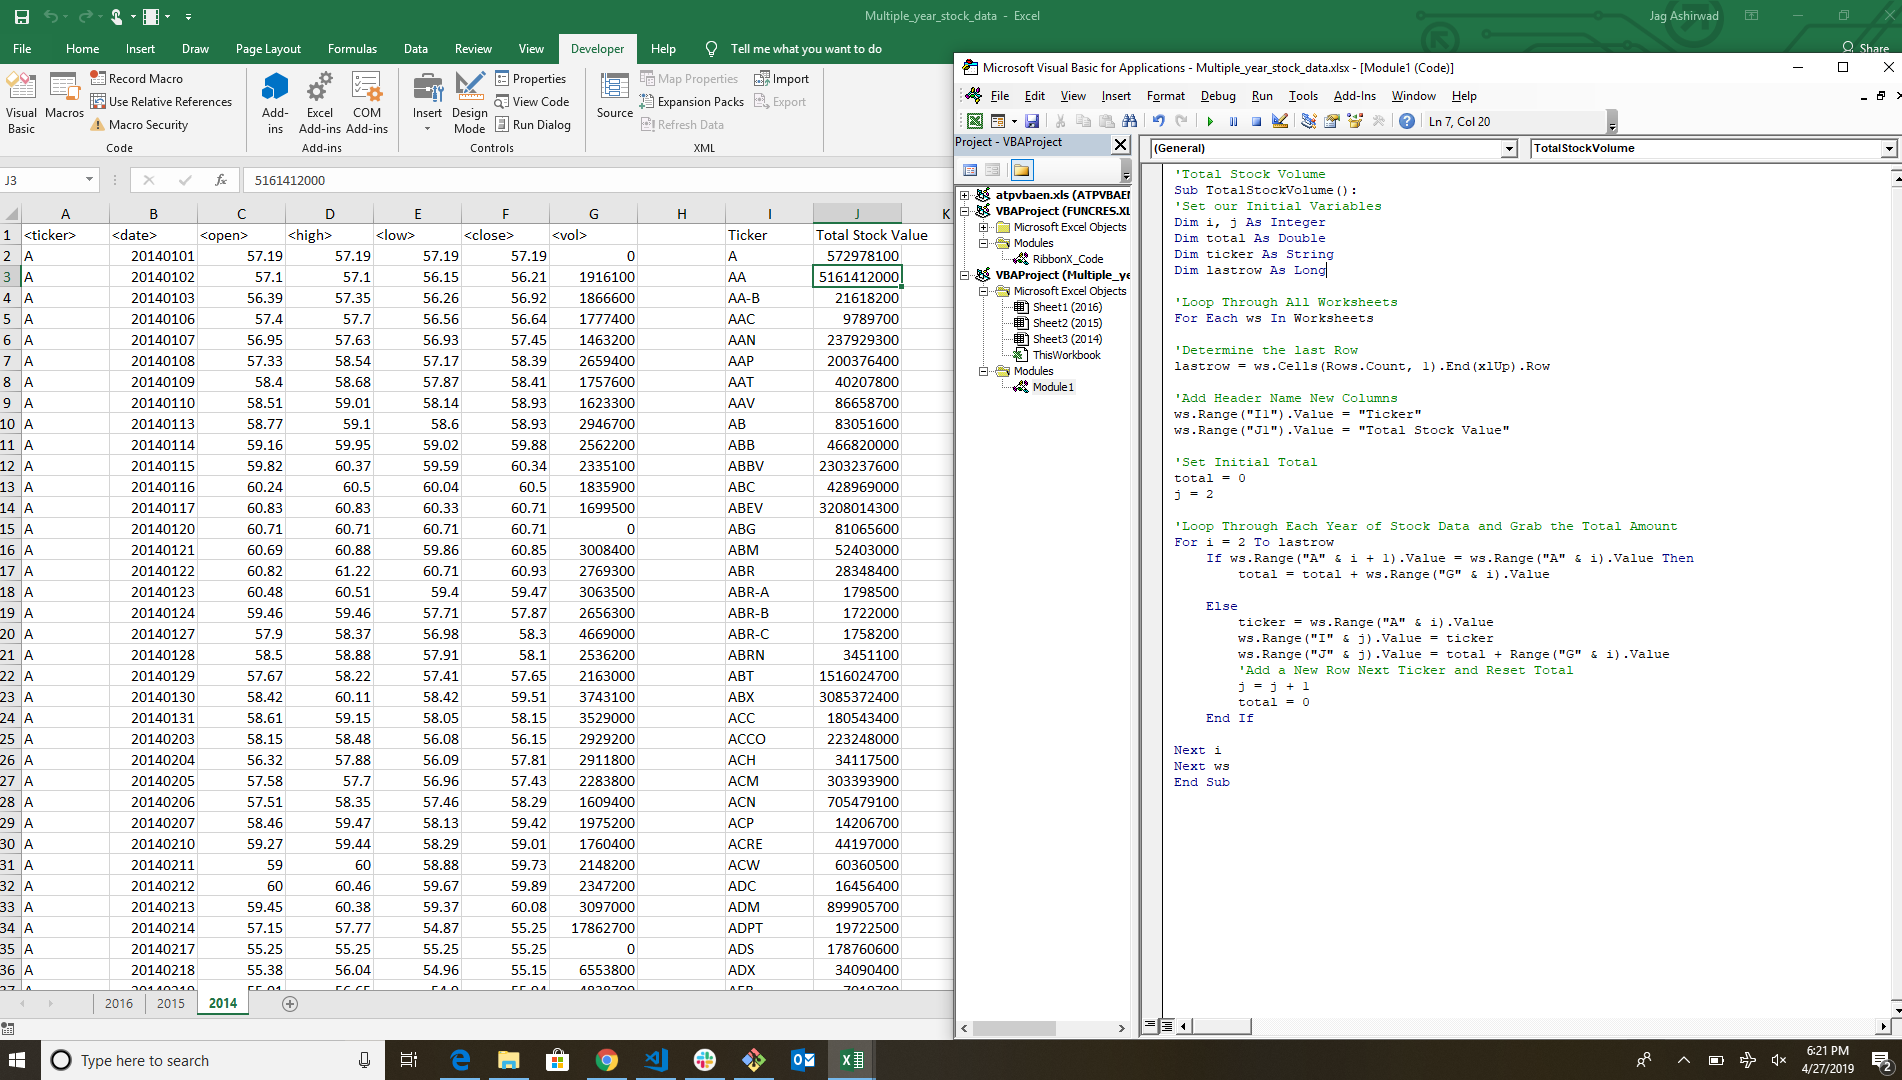 Multiple_year_stock_data - Excel
Jag Ashirwad
File Home Insert Draw Page Layout Formulas Data Review View Developer Help Tell me what you want to do
Share
Visual Basic
Macros
Record Macro
Use Relative References
Macro Security
Code
Add-ins
Excel Add-ins
COM Add-ins
Add-ins
Insert
Design Mode
Properties
View Code
Run Dialog
Controls
Source
Map Properties
Expansion Packs
Refresh Data
Import
Export
XML
J3
fx
5161412000
A B C D E F G H I J K
1 <ticker> <date> <open> <high> <low> <close> <vol> Ticker Total Stock Value
2 A 20140101 57.19 57.19 57.19 57.19 0 A 572978100
3 A 20140102 57.1 57.1 56.15 56.21 1916100 AA 5161412000
4 A 20140103 56.39 57.35 56.26 56.92 1866600 AA-B 21618200
5 A 20140106 57.4 57.7 56.56 56.64 1777400 AAC 9789700
6 A 20140107 56.95 57.63 56.93 57.45 1463200 AAN 237929300
7 A 20140108 57.33 58.54 57.17 58.39 2659400 AAP 200376400
8 A 20140109 58.4 58.68 57.87 58.41 1757600 AAT 40207800
9 A 20140110 58.51 59.01 58.14 58.93 1623300 AAV 86658700
10 A 20140113 58.77 59.1 58.6 58.93 2946700 AB 83051600
11 A 20140114 59.16 59.95 59.02 59.88 2562200 ABB 466820000
12 A 20140115 59.82 60.37 59.59 60.34 2335100 ABBV 2303237600
13 A 20140116 60.24 60.5 60.04 60.5 1835900 ABC 428969000
14 A 20140117 60.83 60.83 60.33 60.71 1699500 ABEV 3208014300
15 A 20140120 60.71 60.71 60.71 60.71 0 ABG 81065600
16 A 20140121 60.69 60.88 59.86 60.85 3008400 ABM 52403000
17 A 20140122 60.82 61.22 60.71 60.93 2769300 ABR 28348400
18 A 20140123 60.48 60.51 59.4 59.47 3063500 ABR-A 1798500
19 A 20140124 59.46 59.46 57.71 57.87 2656300 ABR-B 1722000
20 A 20140127 57.9 58.37 56.98 58.3 4669000 ABR-C 1758200
21 A 20140128 58.5 58.88 57.91 58.1 2536200 ABRN 3451100
22 A 20140129 57.67 58.22 57.41 57.65 2163000 ABT 1516024700
23 A 20140130 58.42 60.11 58.42 59.51 3743100 ABX 3085372400
24 A 20140131 58.61 59.15 58.05 58.15 3529000 ACC 180543400
25 A 20140203 58.15 58.48 56.08 56.15 2929200 ACCO 223248000
26 A 20140204 56.32 57.88 56.09 57.81 2911800 ACH 34117500
27 A 20140205 57.58 57.7 56.96 57.43 2283800 ACM 303393900
28 A 20140206 57.51 58.35 57.46 58.29 1609400 ACN 705479100
29 A 20140207 58.46 59.47 58.13 59.42 1975200 ACP 14206700
30 A 20140210 59.27 59.44 58.29 59.01 1760400 ACRE 44197000
31 A 20140211 59 60 58.88 59.73 2148200 ACW 60360500
32 A 20140212 60 60.46 59.67 59.89 2347200 ADC 16456400
33 A 20140213 59.45 60.38 59.37 60.08 3097000 ADM 899905700
34 A 20140214 57.15 57.77 54.87 55.25 17862700 ADPT 19722500
35 A 20140217 55.25 55.25 55.25 55.25 0 ADS 178760600
36 A 20140218 55.38 56.04 54.96 55.15 6553800 ADX 34090400
2016 2015 2014
Microsoft Visual Basic for Applications - Multiple_year_stock_data.xlsx - [Module1 (Code)]
File Edit View Insert Format Debug Run Tools Add-Ins Window Help
Ln 7, Col 20
Project - VBAProject
atpvbaen.xls (ATPVBAEN
VBAProject (FUNCRES.XL
Microsoft Excel Objects
Modules
RibbonX_Code
VBAProject (Multiple_ye
Microsoft Excel Objects
Sheet1 (2016)
Sheet2 (2015)
Sheet3 (2014)
ThisWorkbook
Modules
Module1
(General) TotalStockVolume
'Total Stock Volume
Sub TotalStockVolume():
'Set our Initial Variables
Dim i, j As Integer
Dim total As Double
Dim ticker As String
Dim lastrow As Long
'Loop Through All Worksheets
For Each ws In Worksheets
'Determine the last Row
lastrow = ws.Cells(Rows.Count, 1).End(xlUp).Row
'Add Header Name New Columns
ws.Range("I1").Value = "Ticker"
ws.Range("J1").Value = "Total Stock Value"
'Set Initial Total
total = 0
j = 2
'Loop Through Each Year of Stock Data and Grab the Total Amount
For i = 2 To lastrow
If ws.Range("A" & i + 1).Value = ws.Range("A" & i).Value Then
total = total + ws.Range("G" & i).Value
Else
ticker = ws.Range("A" & i).Value
ws.Range("I" & j).Value = ticker
ws.Range("J" & j).Value = total + Range("G" & i).Value
'Add a New Row Next Ticker and Reset Total
j = j + 1
total = 0
End If
Next i
Next ws
End Sub
Type here to search
6:21 PM
4/27/2019
2